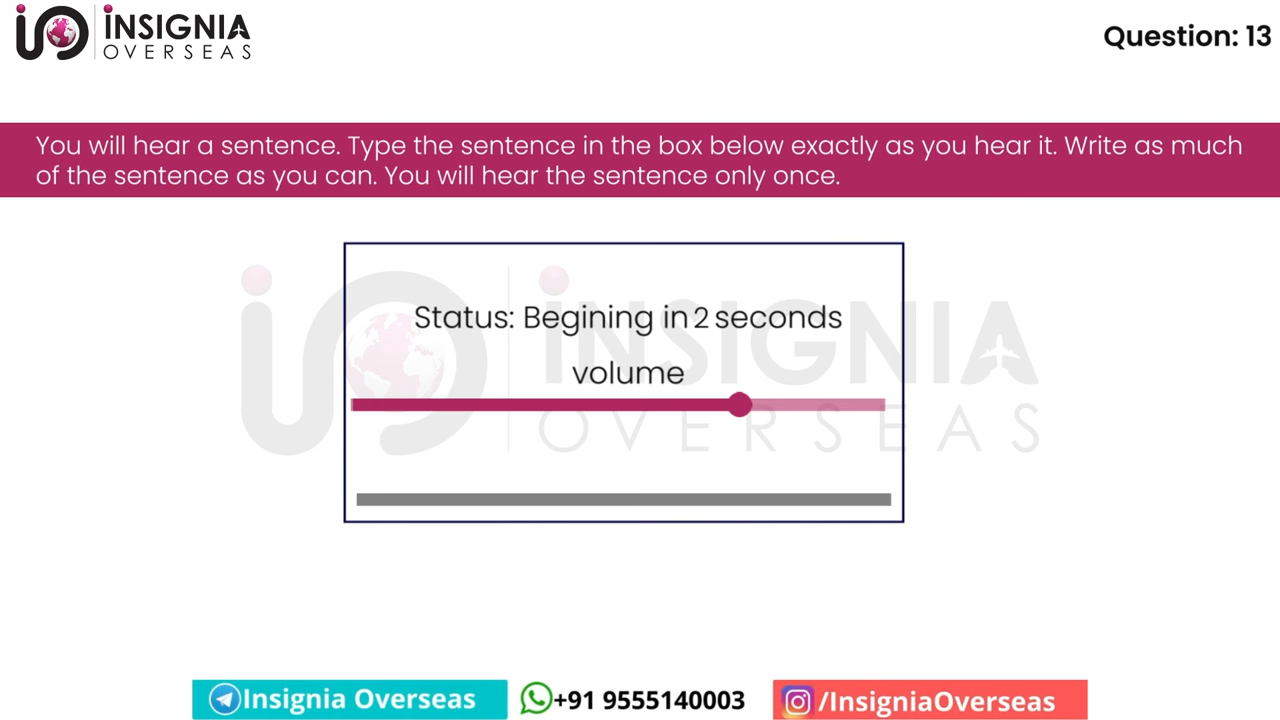 INSIGNIA
OVERSEAS
Question: 13
You will hear a sentence. Type the sentence in the box below exactly as you hear it. Write as much
of the sentence as you can. You will hear the sentence only once.
Status: Begining in 2 seconds
volume
INSIGNIA
OVERSEAS
Insignia Overseas
+91 9555140003
/InsigniaOverseas